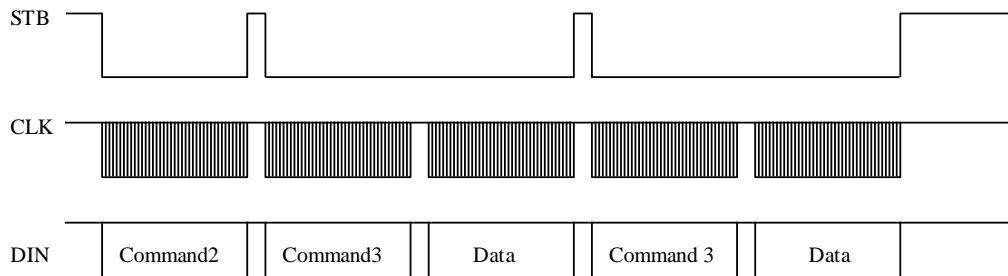 STB
CLK
DIN Command2 Command3 Data Command 3 Data